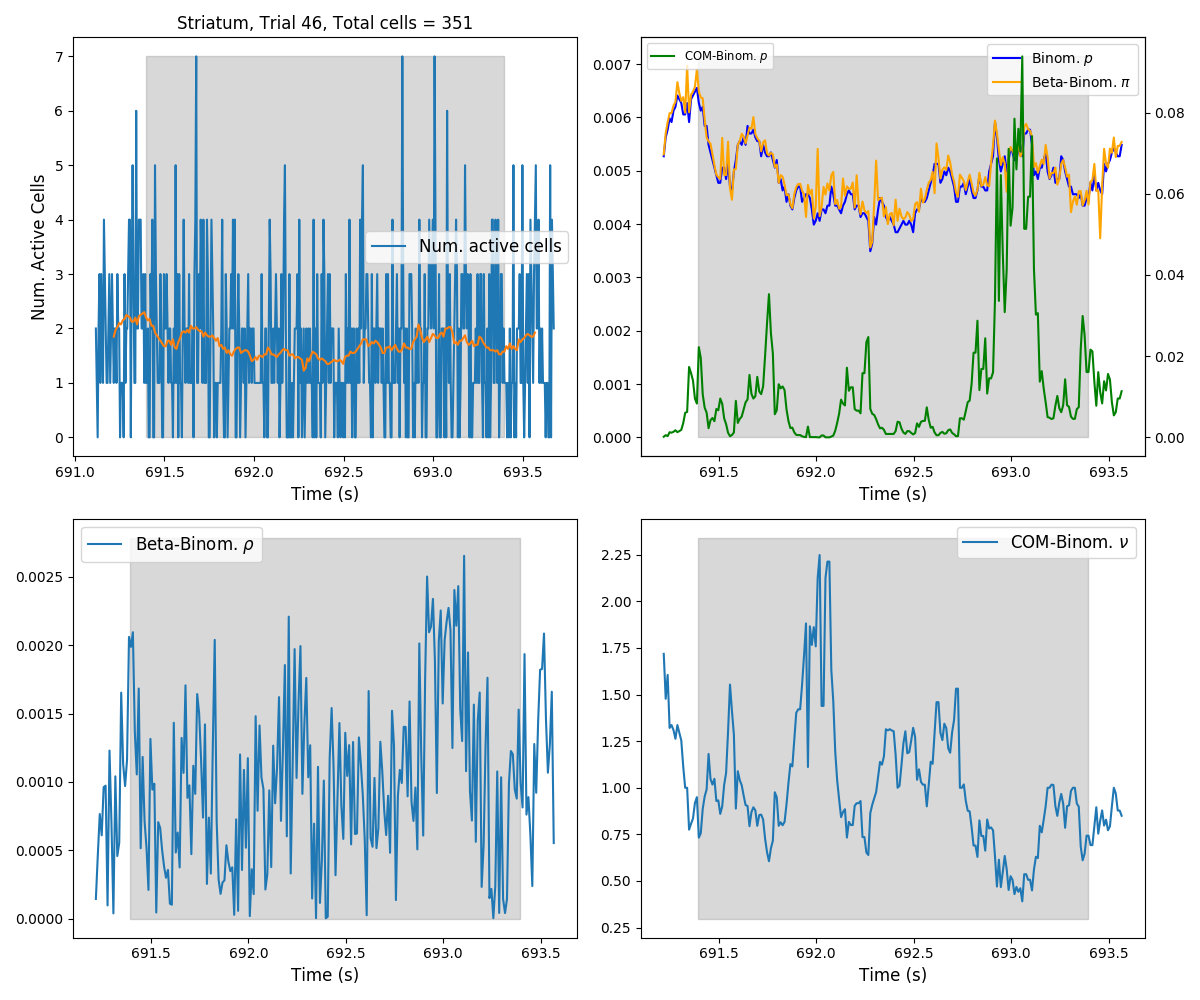 Striatum, Trial 46, Total cells = 351
Num. Active Cells
7
6
5
4
3
2
1
0
Num. active cells
691.0 691.5 692.0 692.5 693.0 693.5
Time (s)
COM-Binom. p
Binom. p
Beta-Binom. π
0.007
0.006
0.005
0.004
0.003
0.002
0.001
0.000
0.08
0.06
0.04
0.02
0.00
691.5 692.0 692.5 693.0 693.5
Time (s)
Beta-Binom. ρ
0.0025
0.0020
0.0015
0.0010
0.0005
0.0000
691.5 692.0 692.5 693.0 693.5
Time (s)
COM-Binom. ν
2.25
2.00
1.75
1.50
1.25
1.00
0.75
0.50
0.25
691.5 692.0 692.5 693.0 693.5
Time (s)